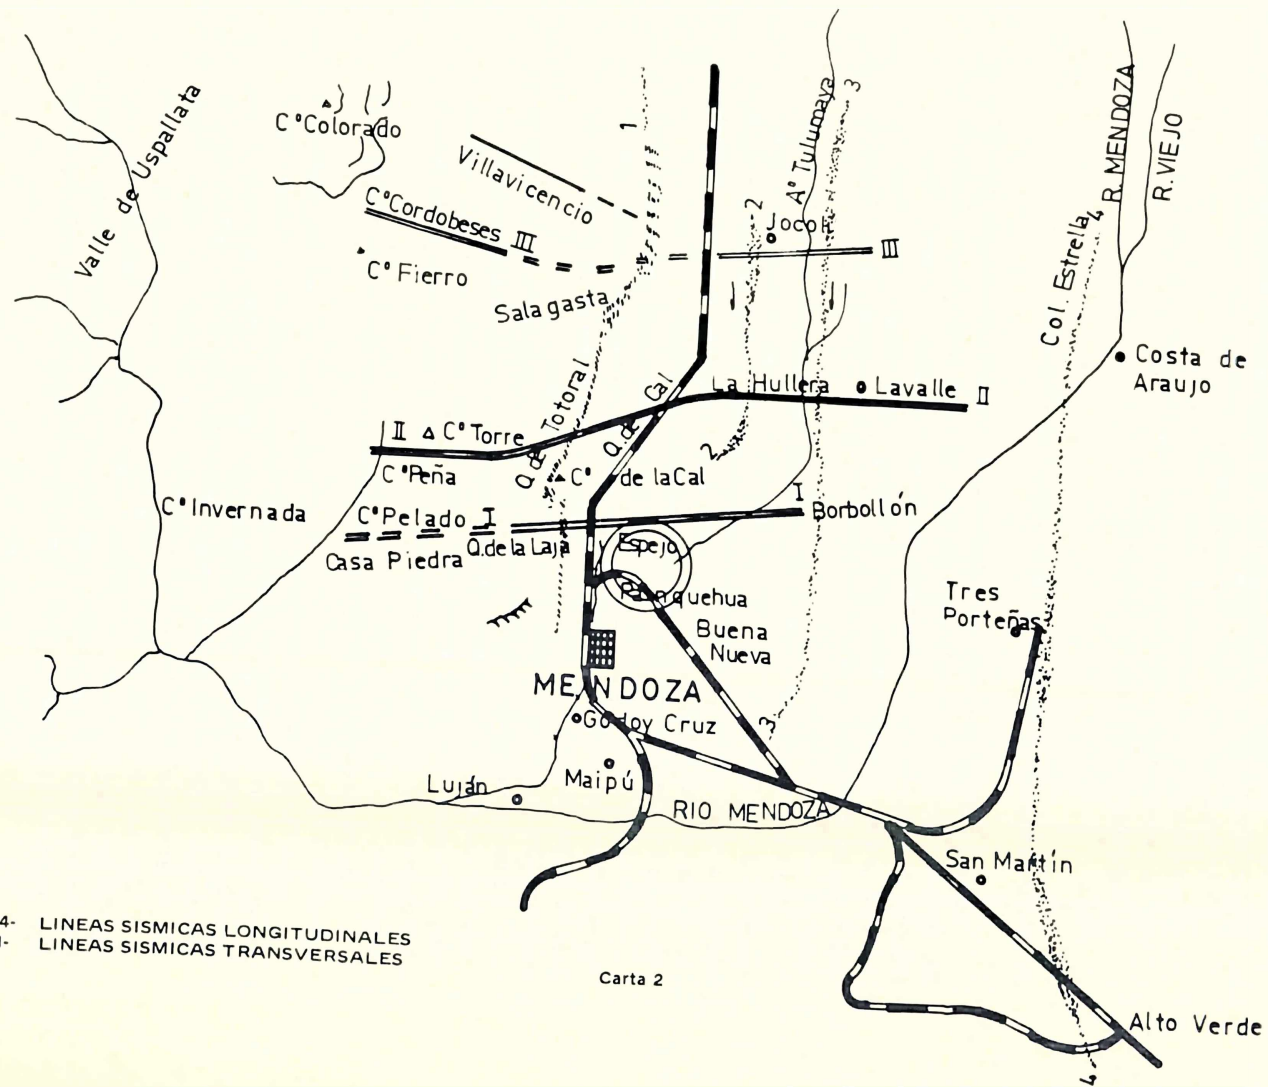 Valle de Uspallata
C° Colorado
Villavicencio
C° Cordobeses III
C° Fierro
Salagasta
1
2
Jocoli
III
A° Tulumaya
3
Col. Estrella
4
R. MENDOZA
R. VIEJO
Costa de
Araujo
Q. de Totoral
Q. de Cal
La Hullera
Lavalle II
II C° Torre
C° Peña
2
C° de la Cal
C° Invernada
C° Pelado I
Casa Piedra
Q. de la Laja
I
Borbollón
y Espejo
Panquehua
Buena
Nueva
Tres
Porteñas
MENDOZA
Godoy Cruz
3
Luján
Maipú
RIO MENDOZA
San Martín
Alto Verde
4
4- LINEAS SISMICAS LONGITUDINALES
- LINEAS SISMICAS TRANSVERSALES
Carta 2